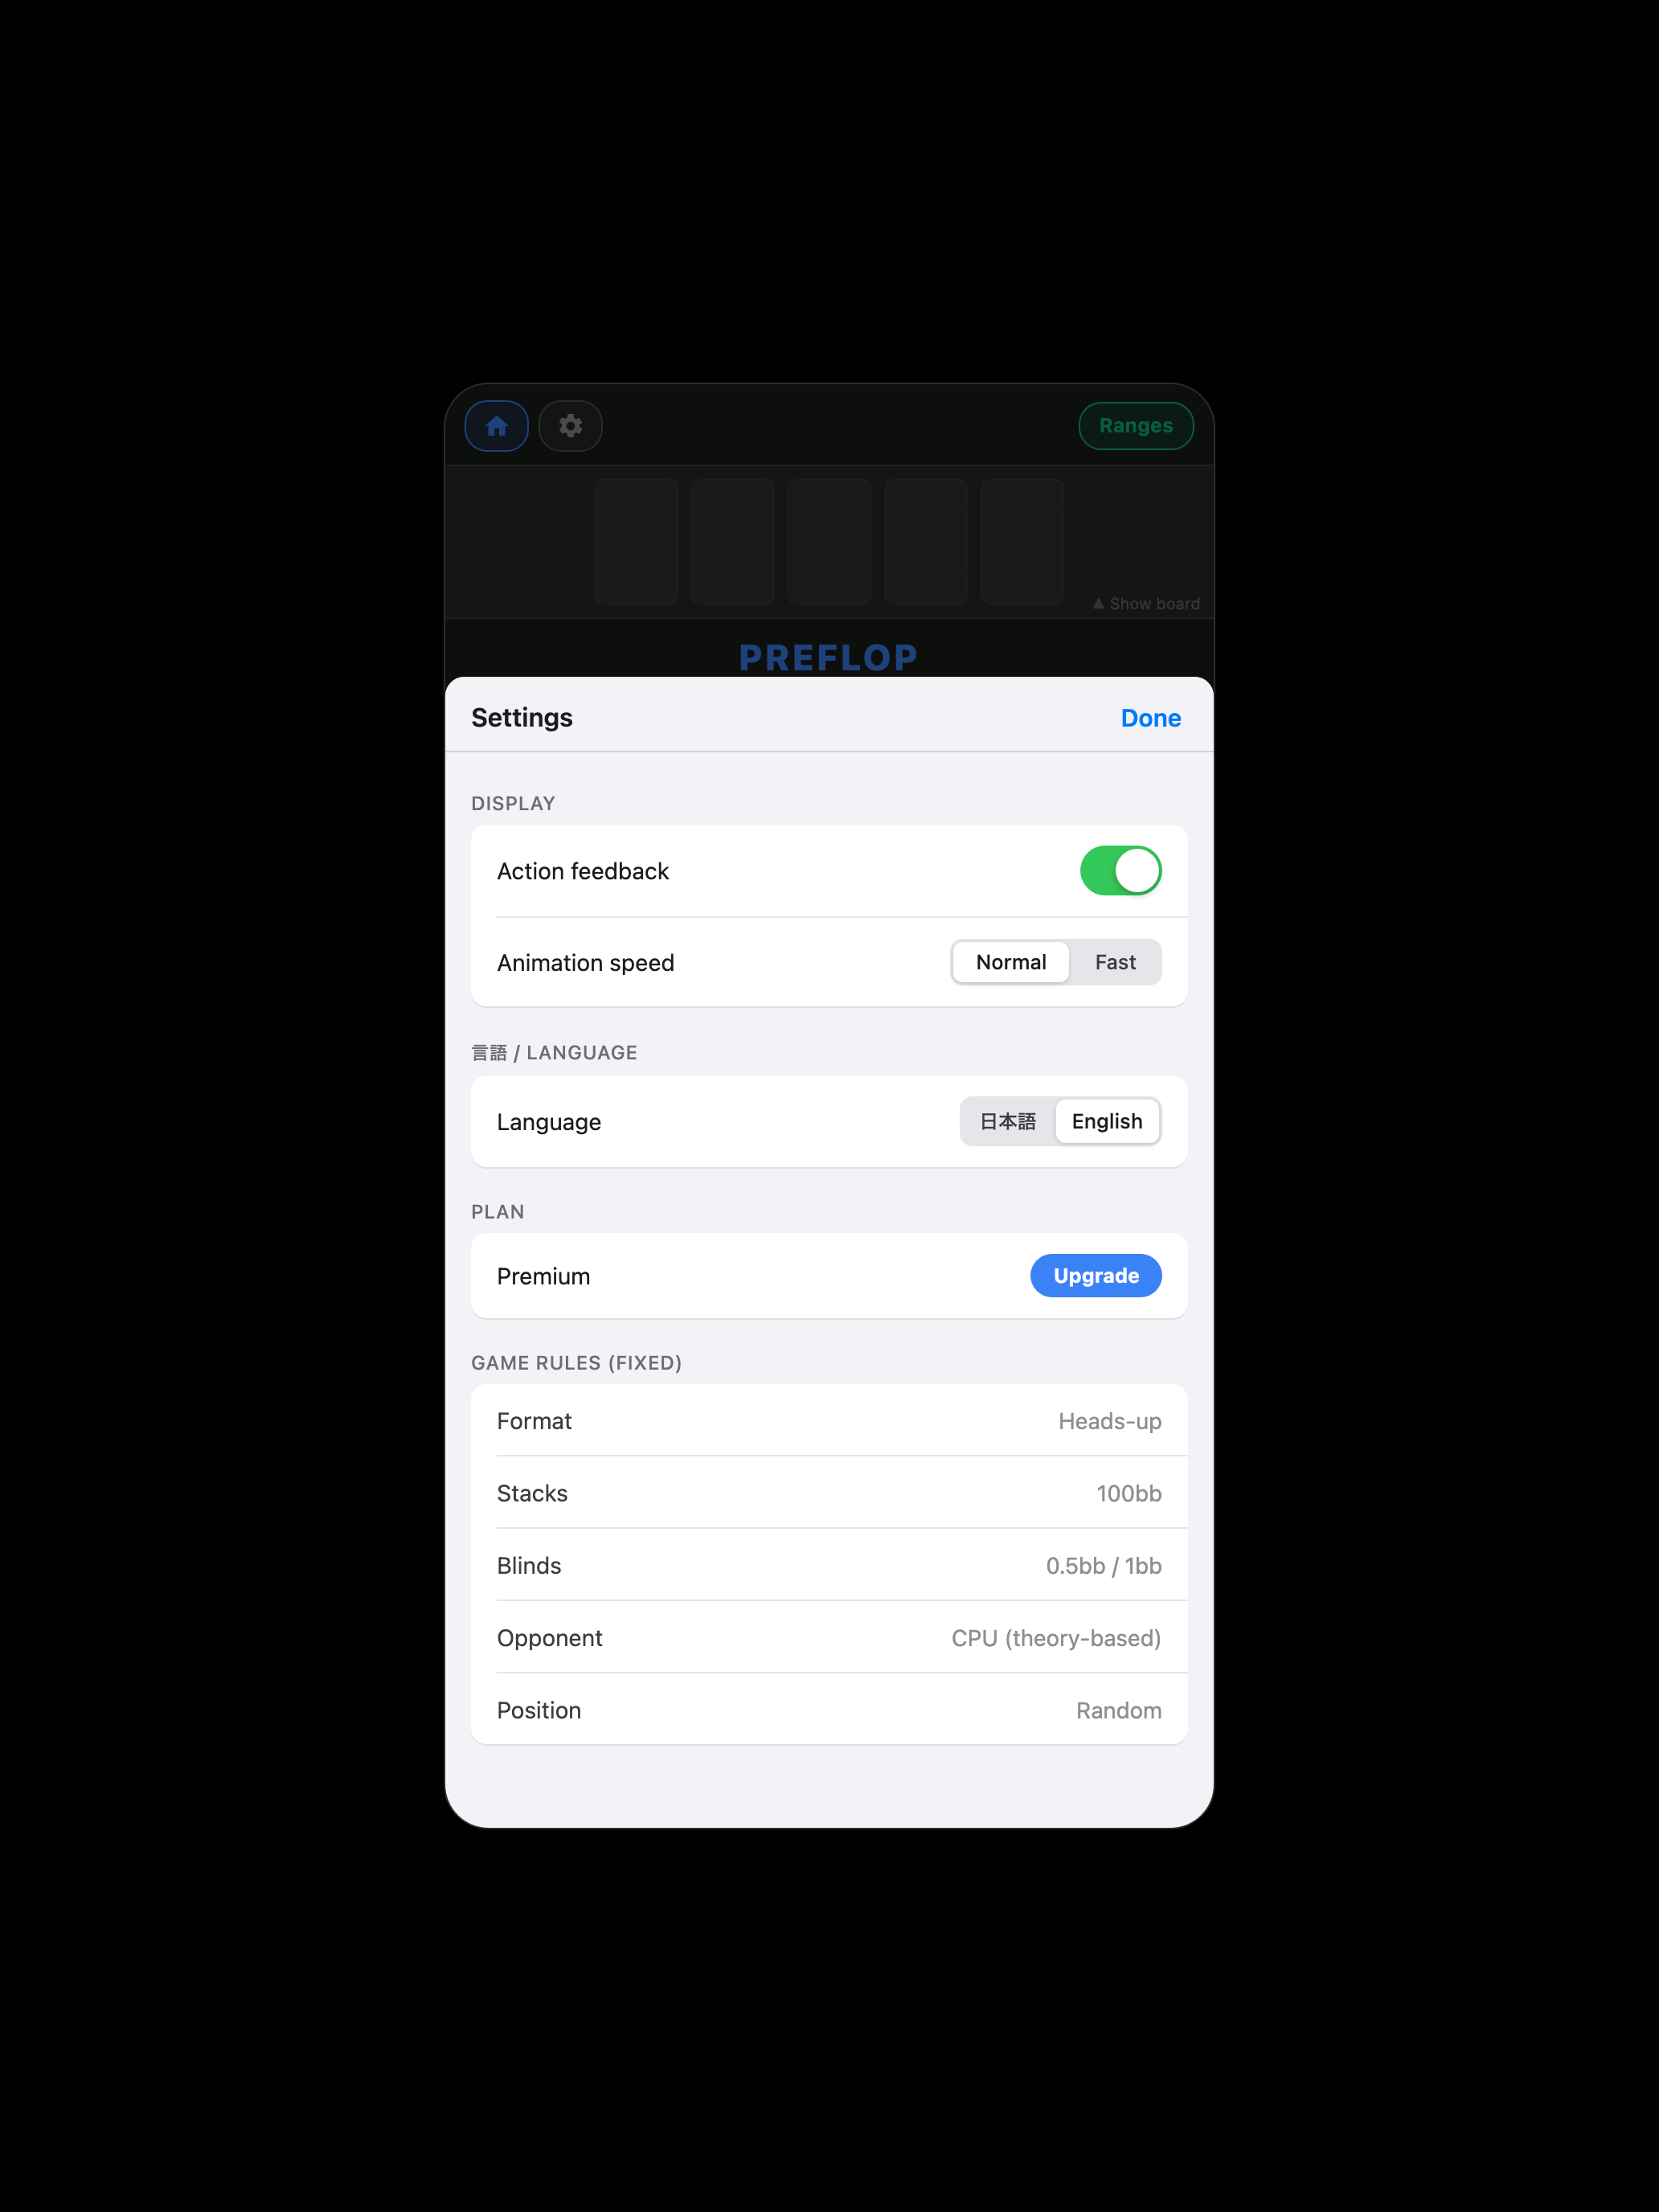 Ranges
▲ Show board
PREFLOP
Settings Done
DISPLAY
Action feedback
Animation speed Normal Fast
言語 / LANGUAGE
Language 日本語 English
PLAN
Premium Upgrade
GAME RULES (FIXED)
Format Heads-up
Stacks 100bb
Blinds 0.5bb / 1bb
Opponent CPU (theory-based)
Position Random